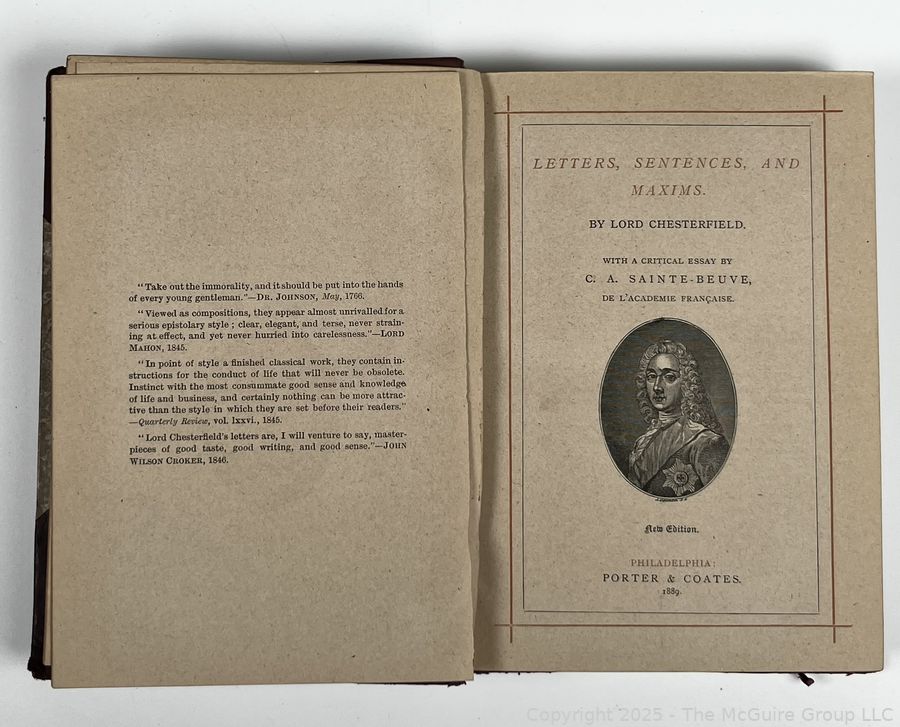 "Take out the immorality, and it should be put into the hands
of every young gentleman."—DR. JOHNSON, May, 1766.
"Viewed as compositions, they appear almost unrivalled for a
serious epistolary style ; clear, elegant, and terse, never strain-
ing at effect, and yet never hurried into carelessness."—LORD
MAHON, 1845.
"In point of style a finished classical work, they contain in-
structions for the conduct of life that will never be obsolete.
Instinct with the most consummate good sense and knowledge
of life and business, and certainly nothing can be more attrac-
tive than the style in which they are set before their readers."
—Quarterly Review, vol. lxxvi., 1845.
"Lord Chesterfield's letters are, I will venture to say, master-
pieces of good taste, good writing, and good sense."—JOHN
WILSON CROKER, 1846.
LETTERS, SENTENCES, AND
MAXIMS.
BY LORD CHESTERFIELD.
WITH A CRITICAL ESSAY BY
C. A. SAINTE-BEUVE,
DE L'ACADEMIE FRANÇAISE.
New Edition.
PHILADELPHIA:
PORTER & COATES.
1889.
Copyright 2025 - The McGuire Group LLC